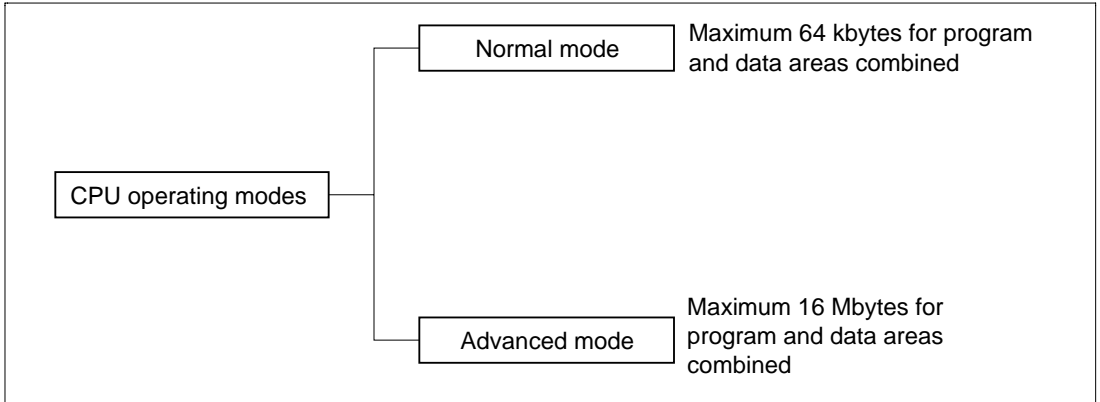 Normal mode
Maximum 64 kbytes for program
and data areas combined
CPU operating modes
Advanced mode
Maximum 16 Mbytes for
program and data areas
combined